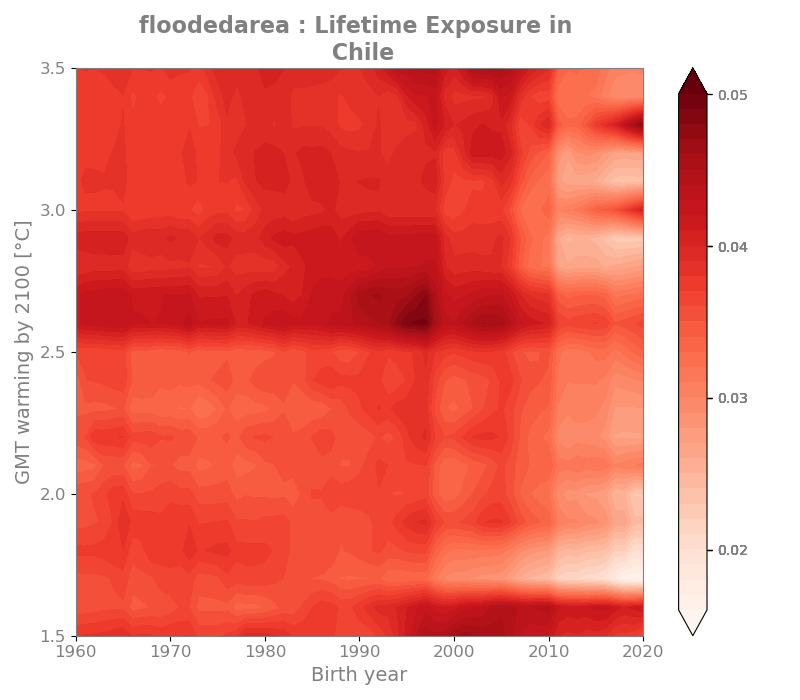 floodedarea : Lifetime Exposure in
Chile
3.5
3.0
2.5
2.0
1.5
GMT warming by 2100 [°C]
1960 1970 1980 1990 2000 2010 2020
Birth year
0.05
0.04
0.03
0.02